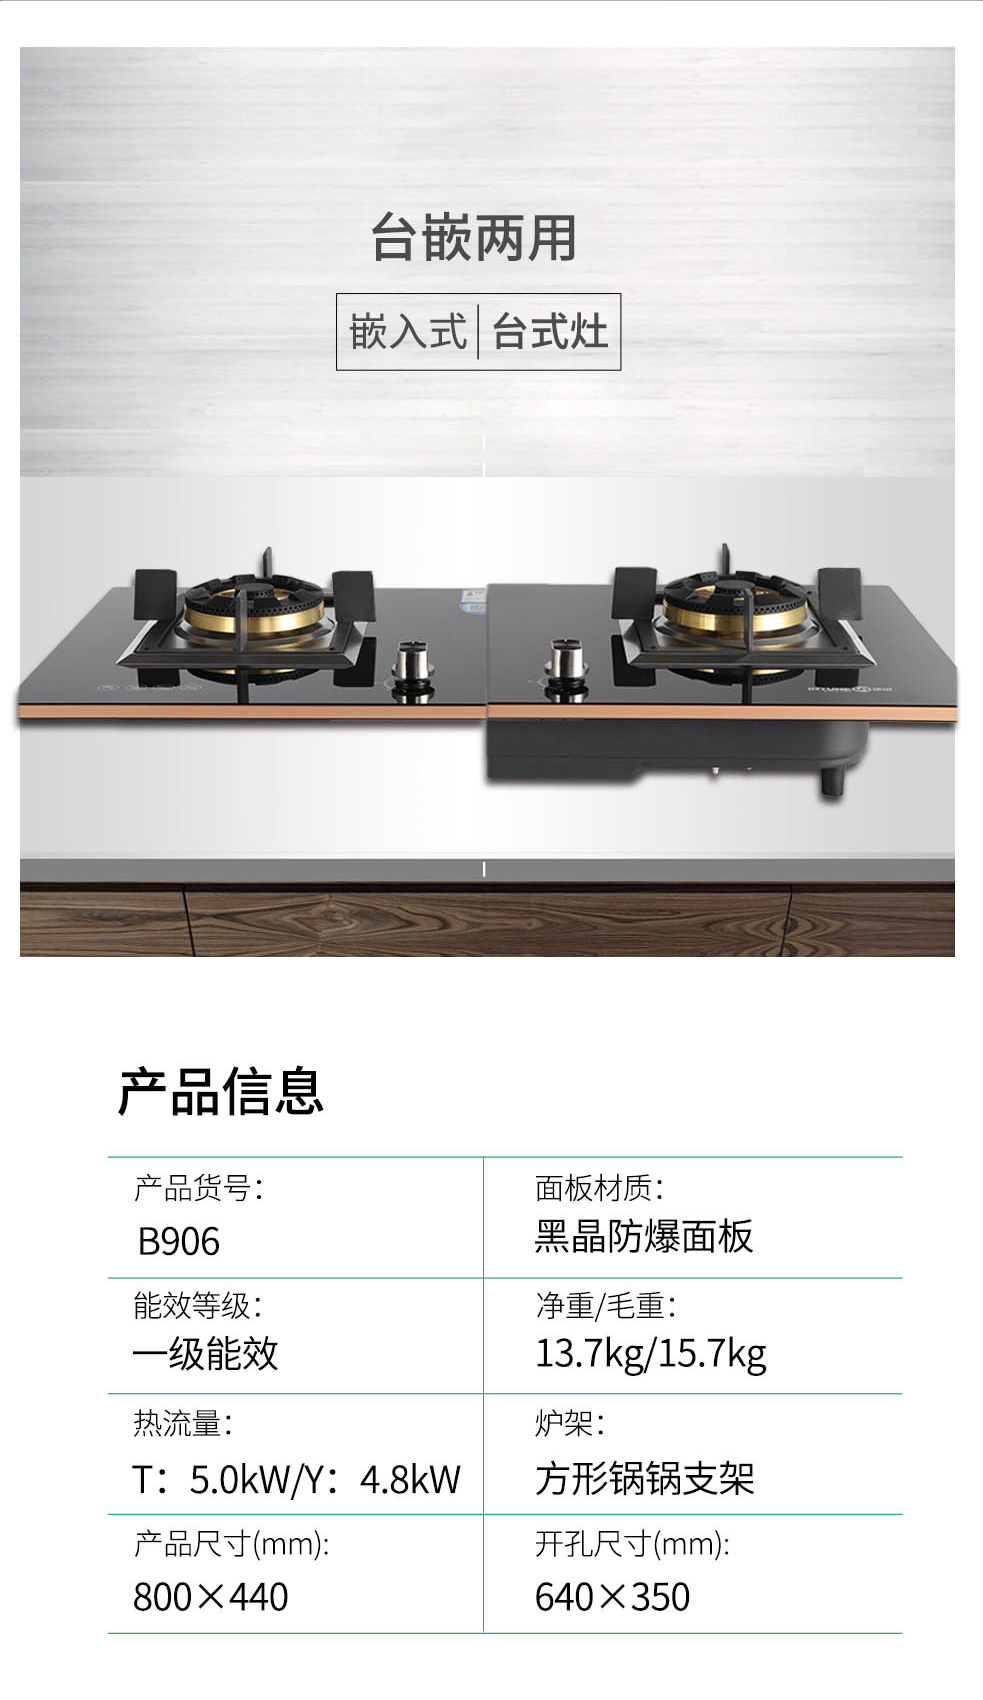 台嵌两用
嵌入式 台式灶
产品信息
产品货号：
B906
面板材质：
黑晶防爆面板
能效等级：
一级能效
净重/毛重：
13.7kg/15.7kg
热流量：
T：5.0kW/Y：4.8kW
炉架：
方形锅锅支架
产品尺寸(mm):
800×440
开孔尺寸(mm):
640×350